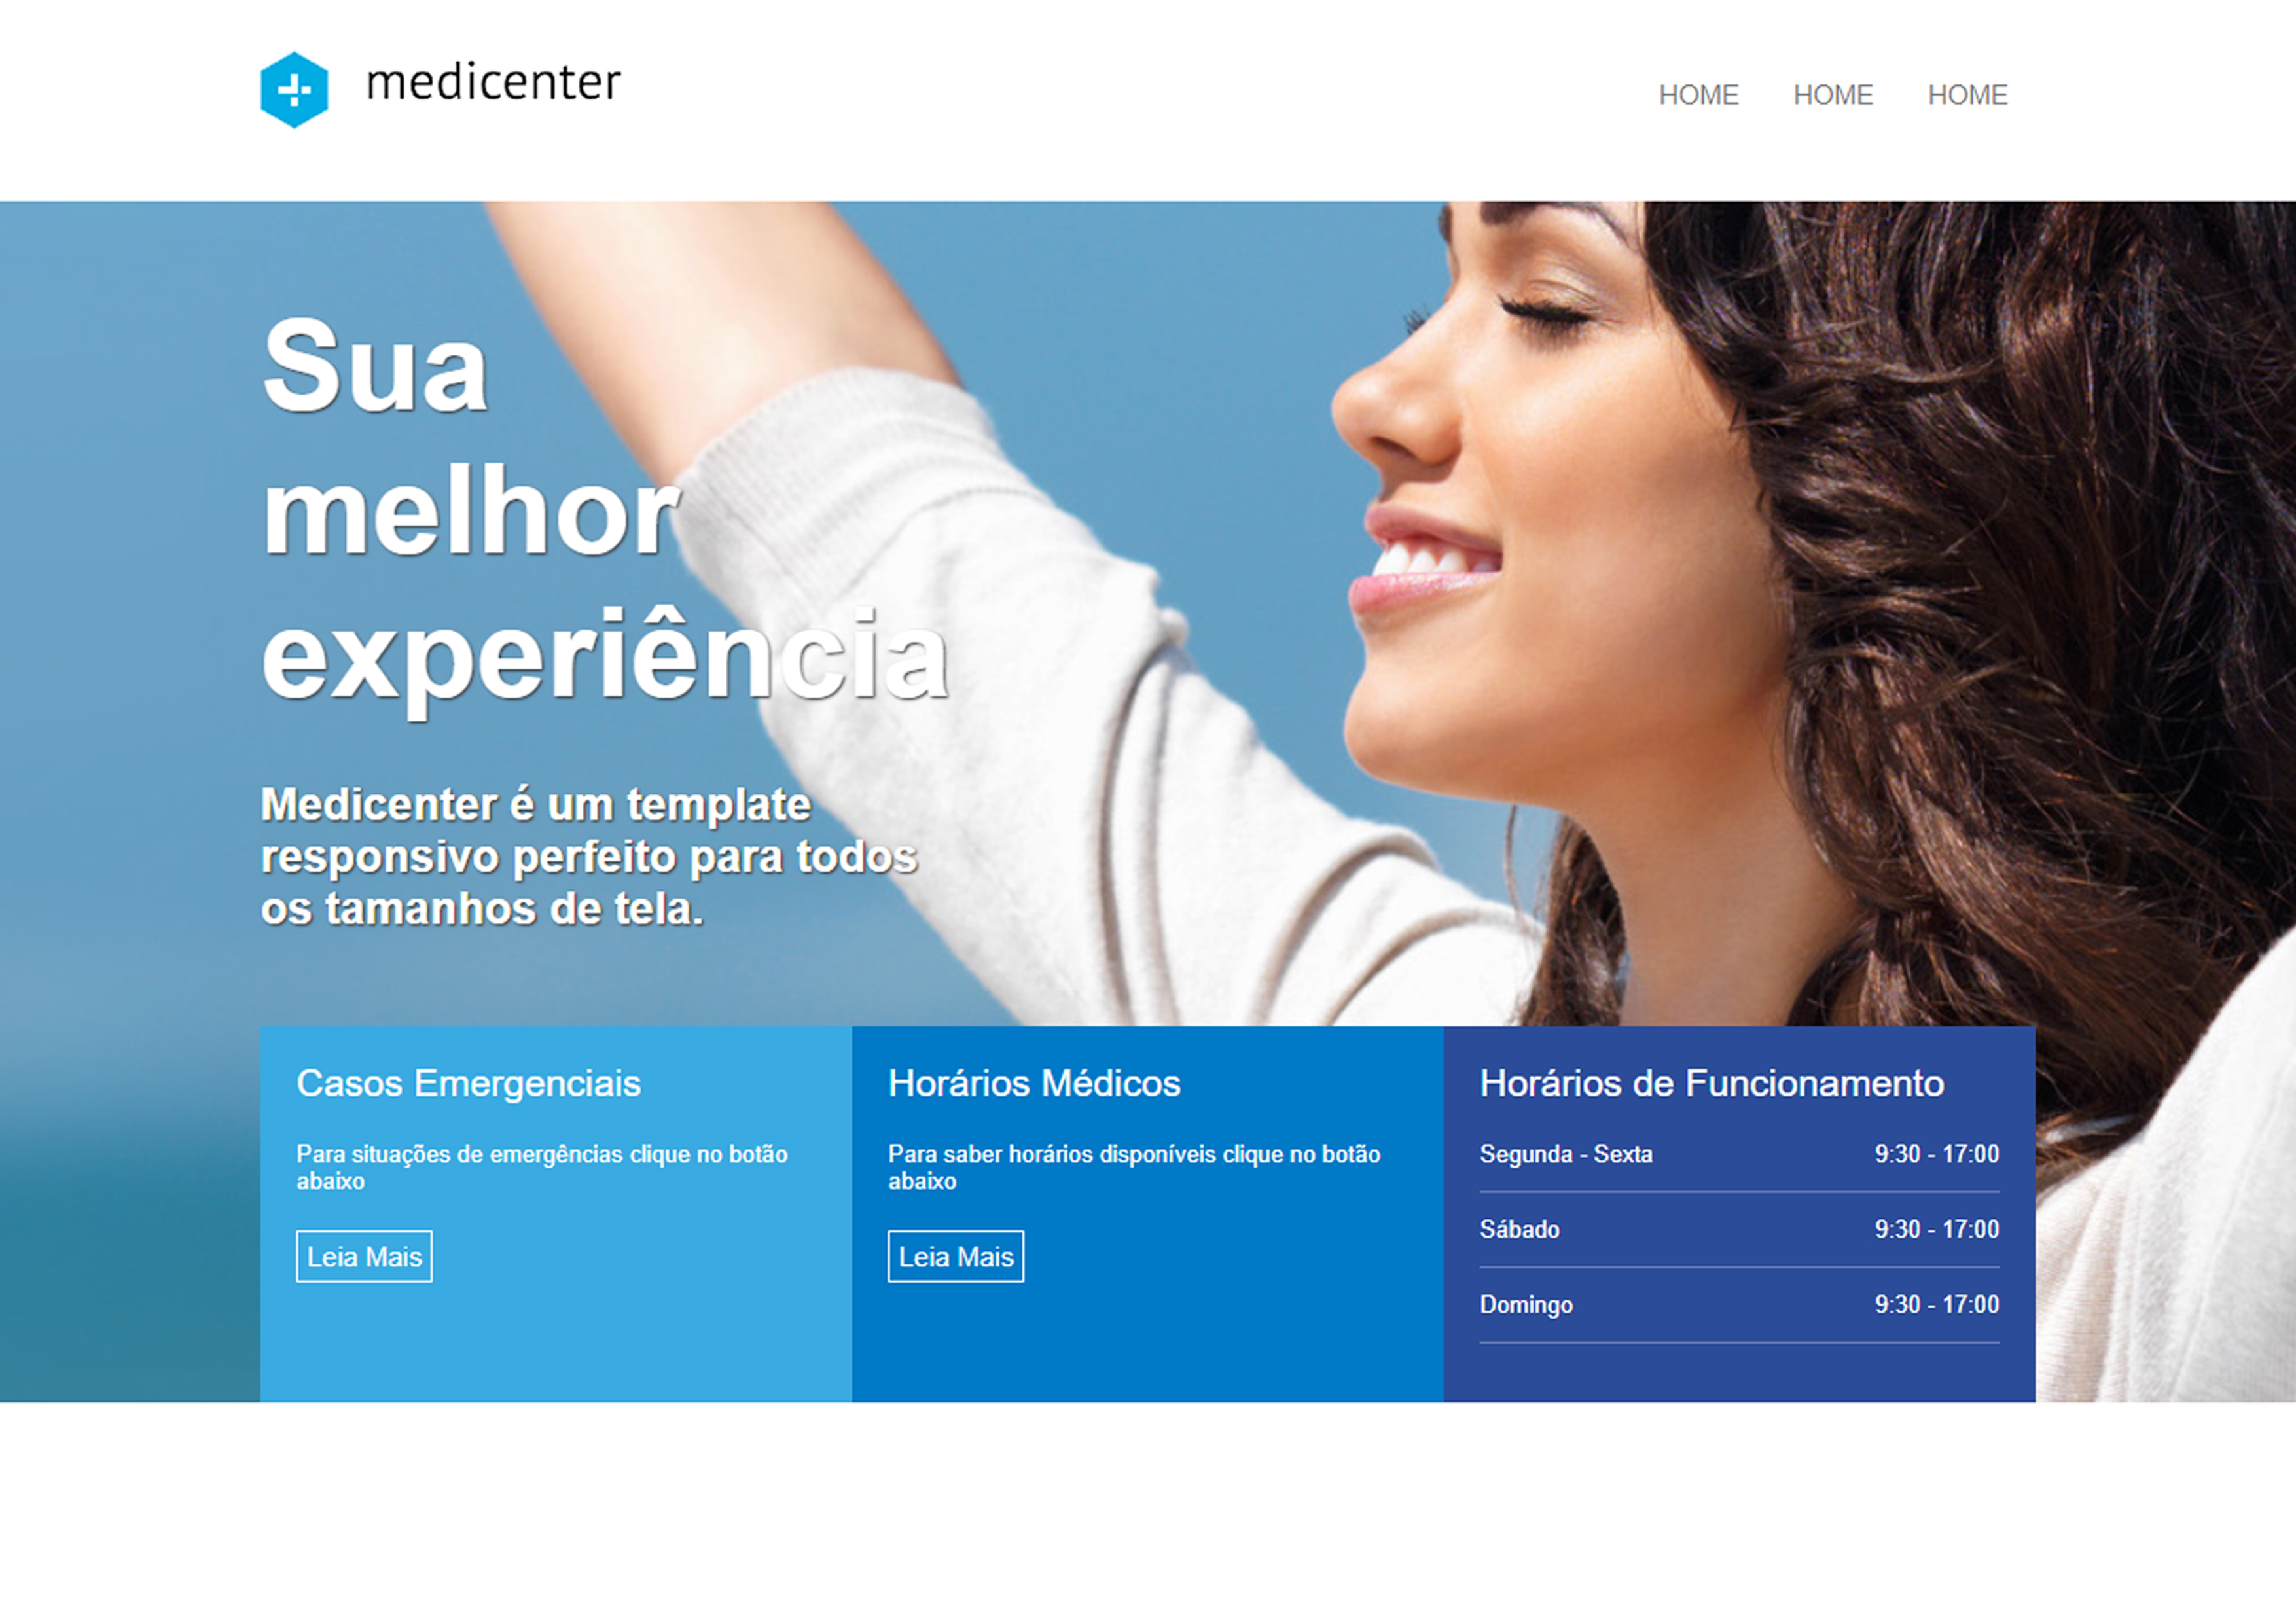 medicenter
HOME HOME HOME
Sua
melhor
experiência
Medicenter é um template
responsivo perfeito para todos
os tamanhos de tela.
Casos Emergenciais
Para situações de emergências clique no botão
abaixo
Leia Mais
Horários Médicos
Para saber horários disponíveis clique no botão
abaixo
Leia Mais
Horários de Funcionamento
Segunda - Sexta 9:30 - 17:00
Sábado 9:30 - 17:00
Domingo 9:30 - 17:00